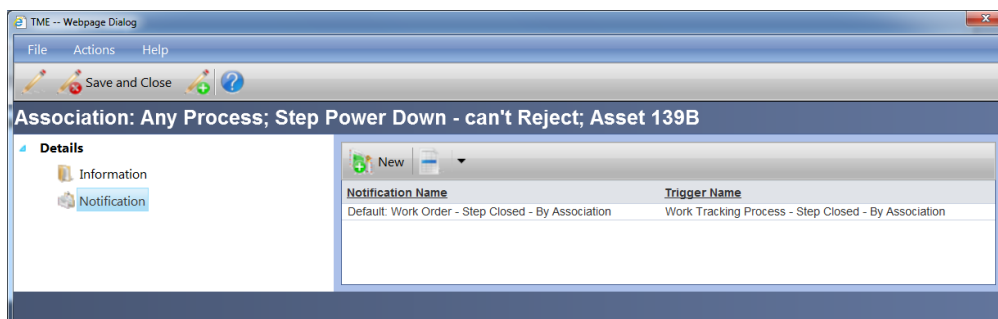 TME -- Webpage Dialog
File Actions Help
Save and Close
Association: Any Process; Step Power Down - can't Reject; Asset 139B
Details
Information
Notification
New
Notification Name Trigger Name
Default: Work Order - Step Closed - By Association Work Tracking Process - Step Closed - By Association